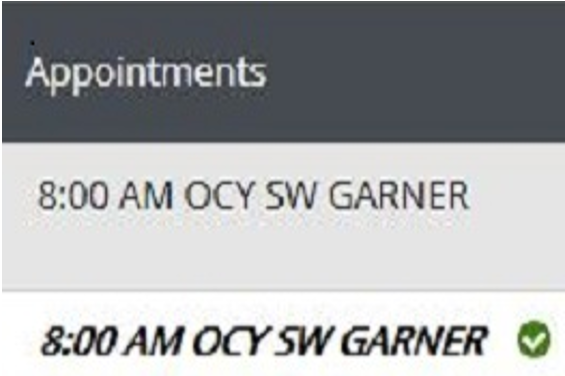 Appointments
8:00 AM OCY SW GARNER
8:00 AM OCY SW GARNER